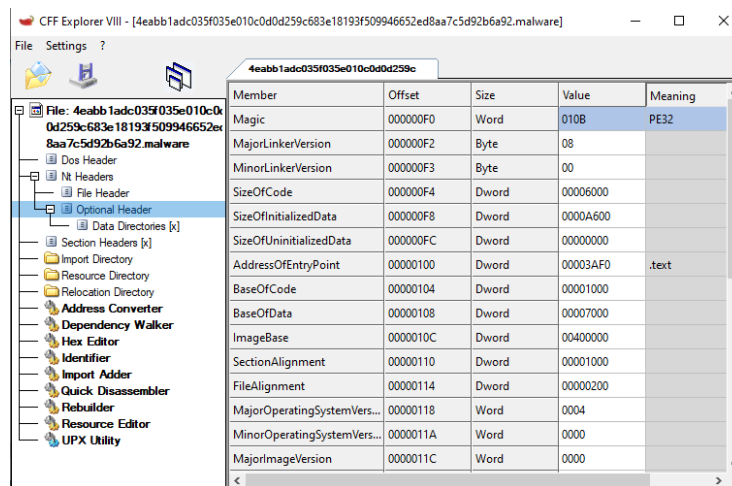 CFF Explorer VIII - [4eabb1adc035f035e010c0d0d259c683e18193f509946652ed8aa7c5d92b6a92.malware]
File Settings ?
4eabb1adc035f035e010c0d0d259c
File: 4eabb1adc035f035e010c0
0d259c683e18193f509946652e
8aa7c5d92b6a92.malware
Dos Header
Nt Headers
File Header
Optional Header
Data Directories [x]
Section Headers [x]
Import Directory
Resource Directory
Relocation Directory
Address Converter
Dependency Walker
Hex Editor
Identifier
Import Adder
Quick Disassembler
Rebuilder
Resource Editor
UPX Utility
Member Offset Size Value Meaning
Magic 000000F0 Word 010B PE32
MajorLinkerVersion 000000F2 Byte 08
MinorLinkerVersion 000000F3 Byte 00
SizeOfCode 000000F4 Dword 00006000
SizeOfInitializedData 000000F8 Dword 0000A600
SizeOfUninitializedData 000000FC Dword 00000000
AddressOfEntryPoint 00000100 Dword 00003AF0 .text
BaseOfCode 00000104 Dword 00001000
BaseOfData 00000108 Dword 00007000
ImageBase 0000010C Dword 00400000
SectionAlignment 00000110 Dword 00001000
FileAlignment 00000114 Dword 00000200
MajorOperatingSystemVers... 00000118 Word 0004
MinorOperatingSystemVers... 0000011A Word 0000
MajorImageVersion 0000011C Word 0000